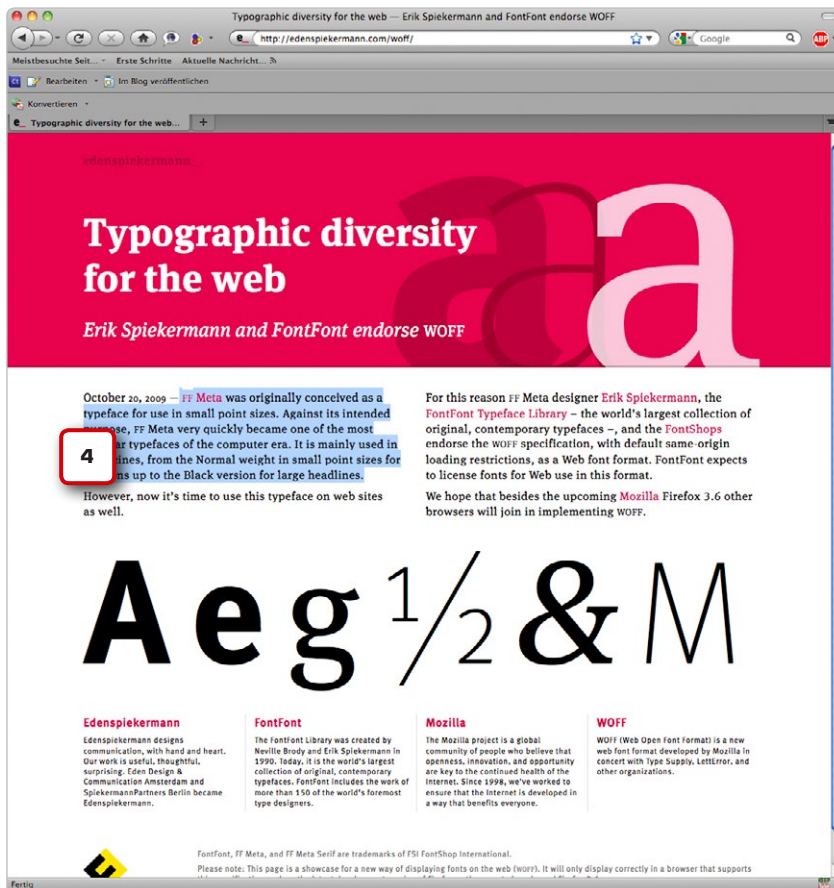 Typographic diversity for the web — Erik Spiekermann and FontFont endorse WOFF
http://edenspiekermann.com/woff/
Google
ABP
Meistbesuchte Seit...
Erste Schritte
Aktuelle Nachricht...
Bearbeiten
Im Blog veröffentlichen
Konvertieren
e_ Typographic diversity for the web...
edenspiekermann_
aaa
Typographic diversity
for the web
Erik Spiekermann and FontFont endorse WOFF
October 20, 2009 — FF Meta was originally conceived as a
typeface for use in small point sizes. Against its intended
purpose, FF Meta very quickly became one of the most
typefaces of the computer era. It is mainly used in
from the Normal weight in small point sizes for
up to the Black version for large headlines.
4
However, now it's time to use this typeface on web sites
as well.
For this reason FF Meta designer Erik Spiekermann, the
FontFont Typeface Library – the world's largest collection of
original, contemporary typefaces –, and the FontShops
endorse the WOFF specification, with default same-origin
loading restrictions, as a Web font format. FontFont expects
to license fonts for Web use in this format.
We hope that besides the upcoming Mozilla Firefox 3.6 other
browsers will join in implementing WOFF.
A e g ½ & M
Edenspiekermann
Edenspiekermann designs
communication, with hand and heart.
Our work is useful, thoughtful,
surprising. Eden Design &
Communication Amsterdam and
SpiekermannPartners Berlin became
Edenspiekermann.
FontFont
The FontFont Library was created by
Neville Brody and Erik Spiekermann in
1990. Today, it is the world's largest
collection of original, contemporary
typefaces. FontFont includes the work of
more than 150 of the world's foremost
type designers.
Mozilla
The Mozilla project is a global
community of people who believe that
openness, innovation, and opportunity
are key to the continued health of the
Internet. Since 1998, we've worked to
ensure that the Internet is developed in
a way that benefits everyone.
WOFF
WOFF (Web Open Font Format) is a new
web font format developed by Mozilla in
concert with Type Supply, LettError, and
other organizations.
FontFont, FF Meta, and FF Meta Serif are trademarks of FSI FontShop International.
Please note: This page is a showcase for a new way of displaying fonts on the web (WOFF). It will only display correctly in a browser that supports
Fertig